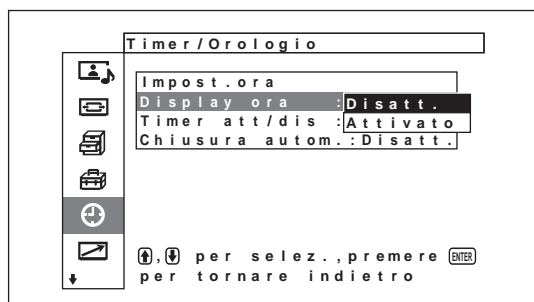 Timer/Orologio
Impost.ora
Display ora :Disatt.
Timer att/dis :Attivato
Chiusura autom.:Disatt.
, per selez.,premere ENTER
per tornare indietro